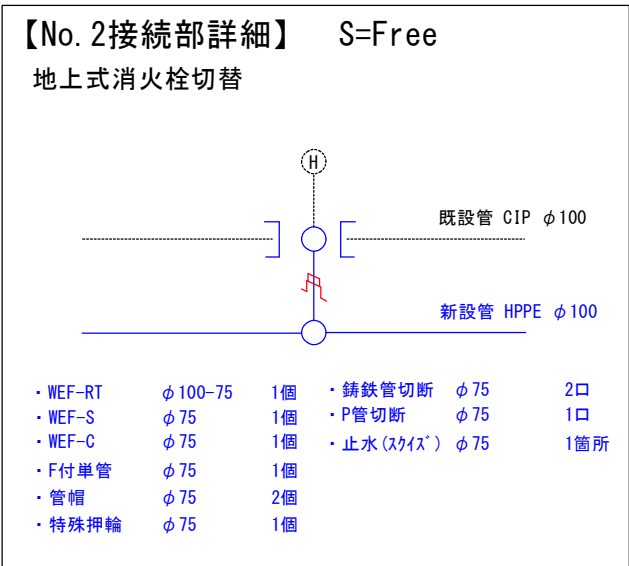 【No.2接続部詳細】 S=Free
地上式消火栓切替
H
既設管 CIP φ100
新設管 HPPE φ100
・WEF-RT φ100-75 1個 ・鋳鉄管切断 φ75 2口
・WEF-S φ75 1個 ・P管切断 φ75 1口
・WEF-C φ75 1個 ・止水(スクイズ) φ75 1箇所
・F付単管 φ75 1個
・管帽 φ75 2個
・特殊押輪 φ75 1個